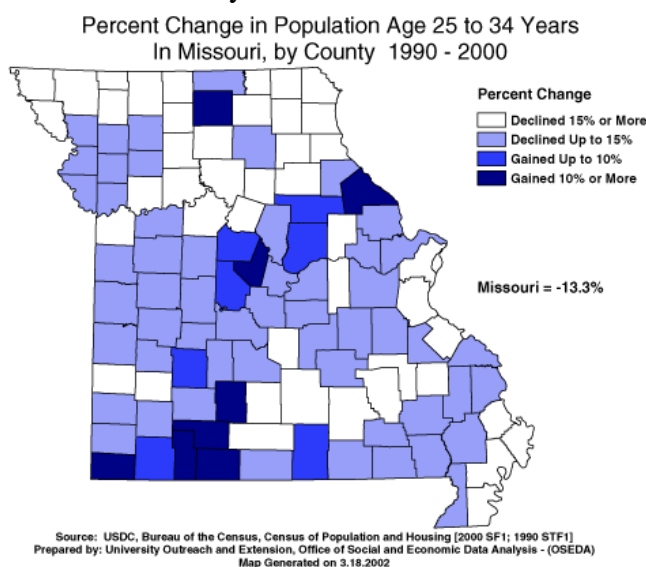 Percent Change in Population Age 25 to 34 Years
In Missouri, by County 1990 - 2000
Percent Change
Declined 15% or More
Declined Up to 15%
Gained Up to 10%
Gained 10% or More
Missouri = -13.3%
Source: USDC, Bureau of the Census, Census of Population and Housing [2000 SF1; 1990 STF1]
Prepared by: University Outreach and Extension, Office of Social and Economic Data Analysis - (OSEDA)
Map Generated on 3.18.2002